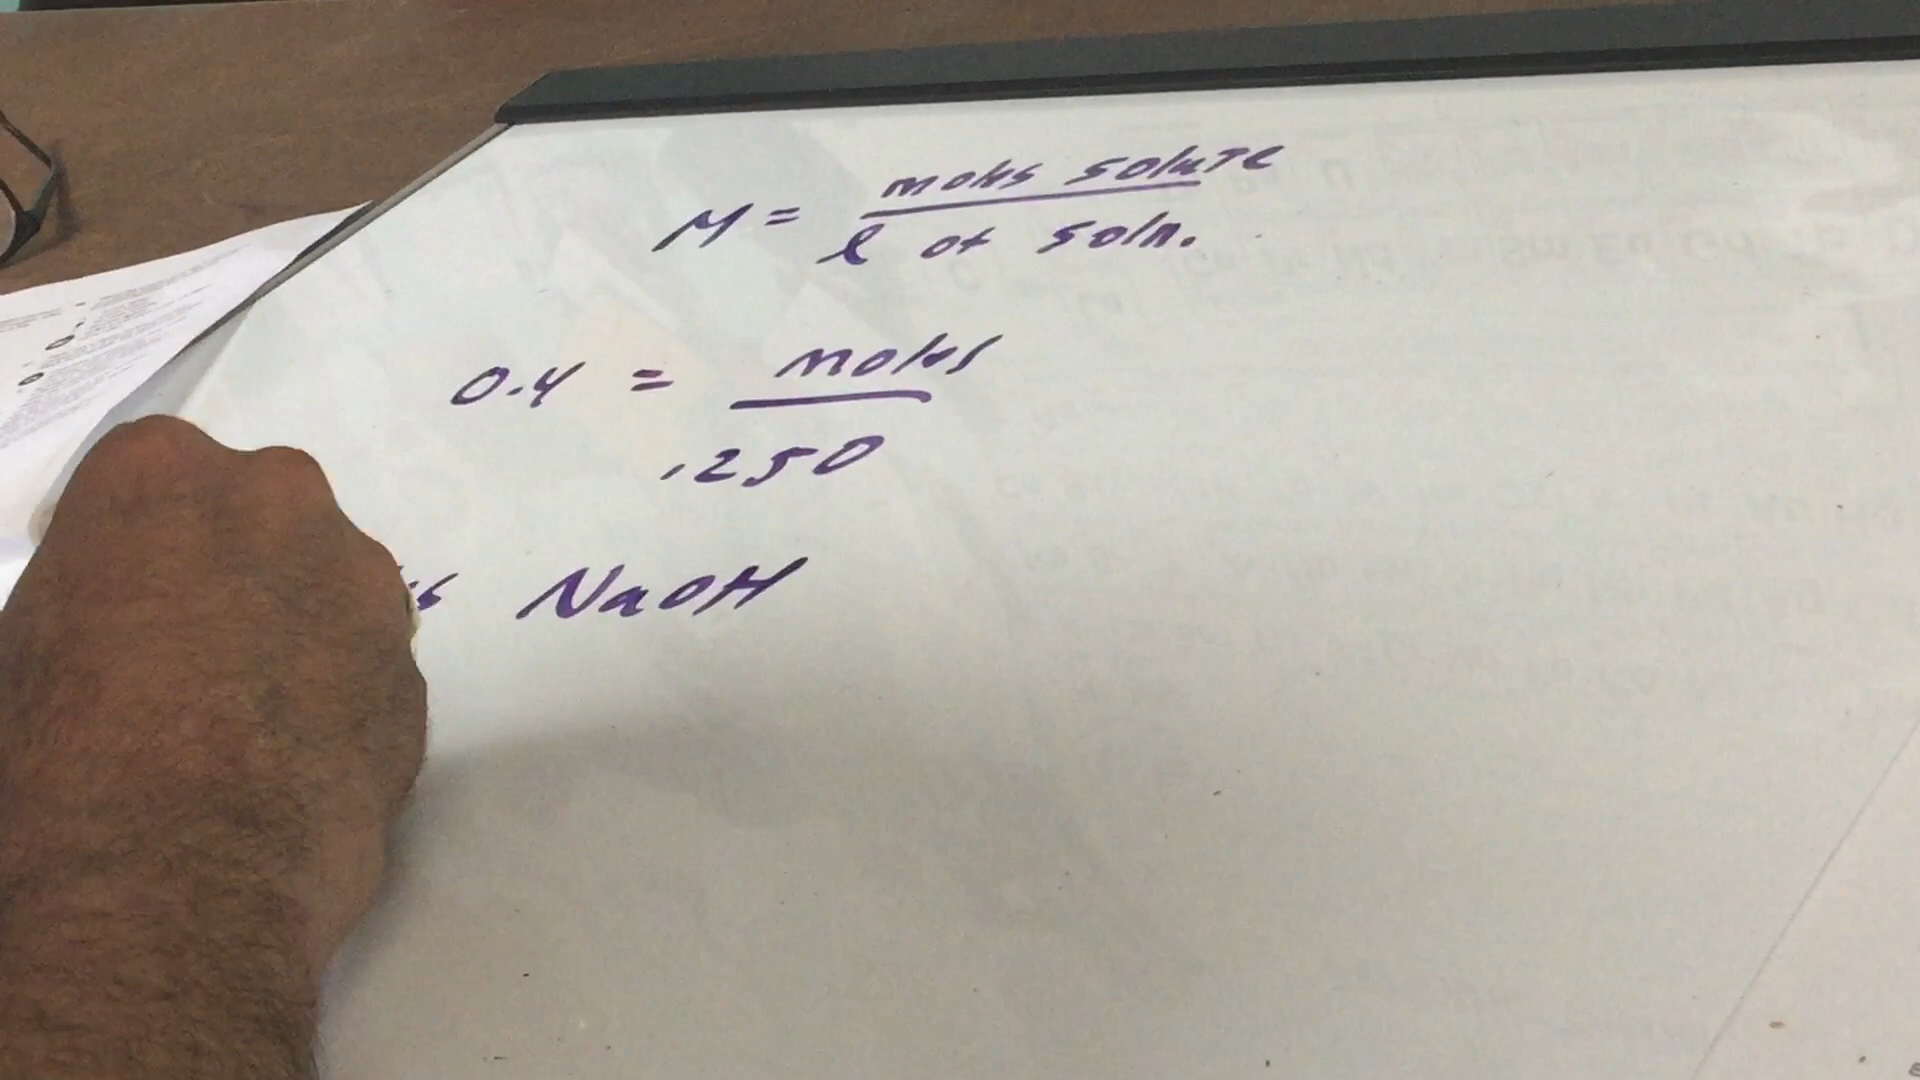 M = moles solute
l of soln.
0.4 = moles
.250
NaOH